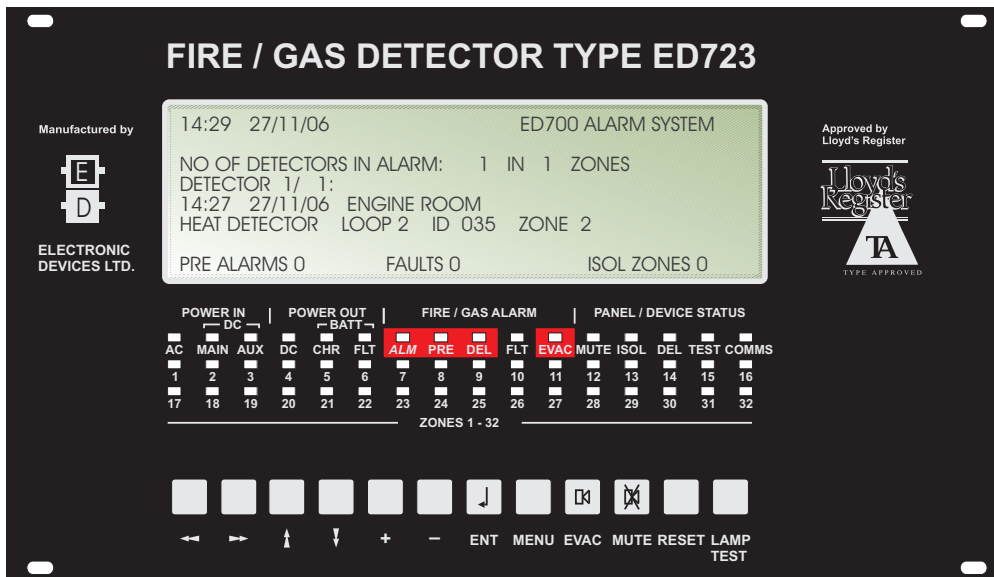 FIRE / GAS DETECTOR TYPE ED723
Manufactured by
E
D
ELECTRONIC
DEVICES LTD.
14:29 27/11/06 ED700 ALARM SYSTEM
NO OF DETECTORS IN ALARM: 1 IN 1 ZONES
DETECTOR 1/ 1:
14:27 27/11/06 ENGINE ROOM
HEAT DETECTOR LOOP 2 ID 035 ZONE 2
PRE ALARMS 0 FAULTS 0 ISOL ZONES 0
Approved by
Lloyd's Register
Lloyd's
Register
TA
TYPE APPROVED
POWER IN POWER OUT FIRE / GAS ALARM PANEL / DEVICE STATUS
DC BATT
AC MAIN AUX DC CHR FLT ALM PRE DEL FLT EVAC MUTE ISOL DEL TEST COMMS
1 2 3 4 5 6 7 8 9 10 11 12 13 14 15 16
17 18 19 20 21 22 23 24 25 26 27 28 29 30 31 32
ZONES 1 - 32
+ - ENT MENU EVAC MUTE RESET LAMP
TEST